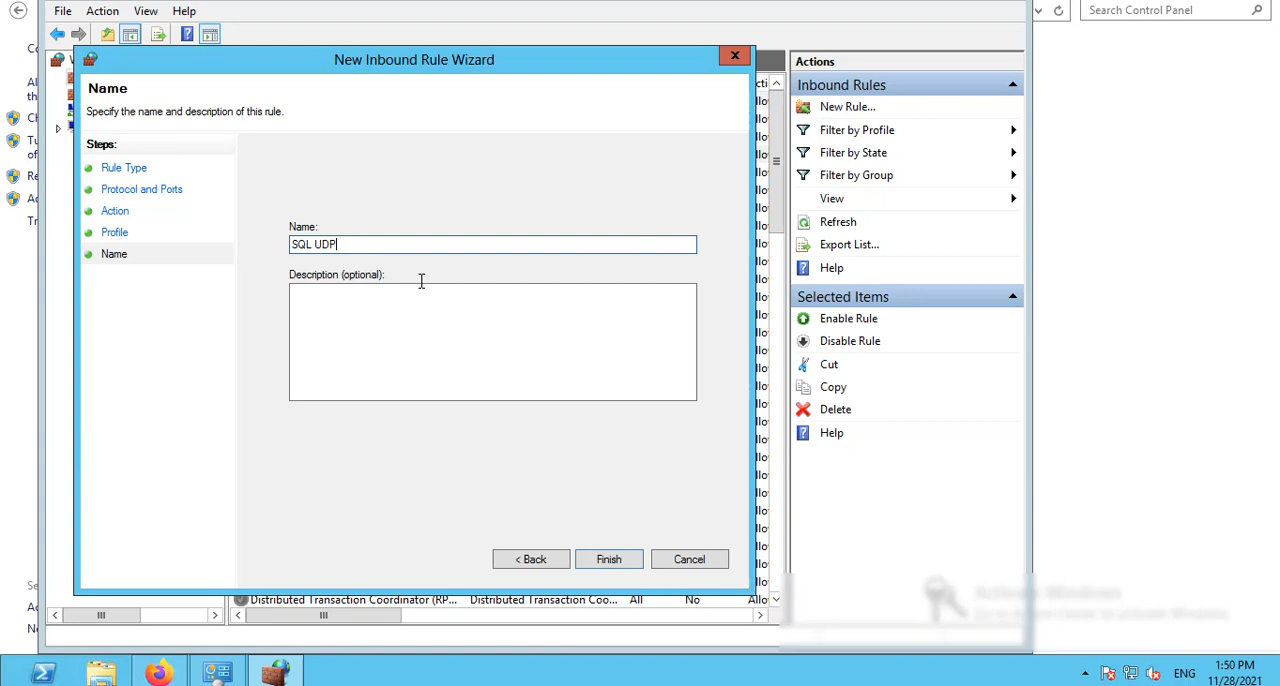 File Action View Help
Search Control Panel
New Inbound Rule Wizard
Name
Specify the name and description of this rule.
Steps:
Rule Type
Protocol and Ports
Action
Profile
Name
Name:
SQL UDP
Description (optional):
< Back Finish Cancel
Actions
Inbound Rules
New Rule...
Filter by Profile
Filter by State
Filter by Group
View
Refresh
Export List...
Help
Selected Items
Enable Rule
Disable Rule
Cut
Copy
Delete
Help
Distributed Transaction Coordinator (RP... Distributed Transaction Coo... All No Allo
Activate Windows
ENG
1:50 PM
11/28/2021